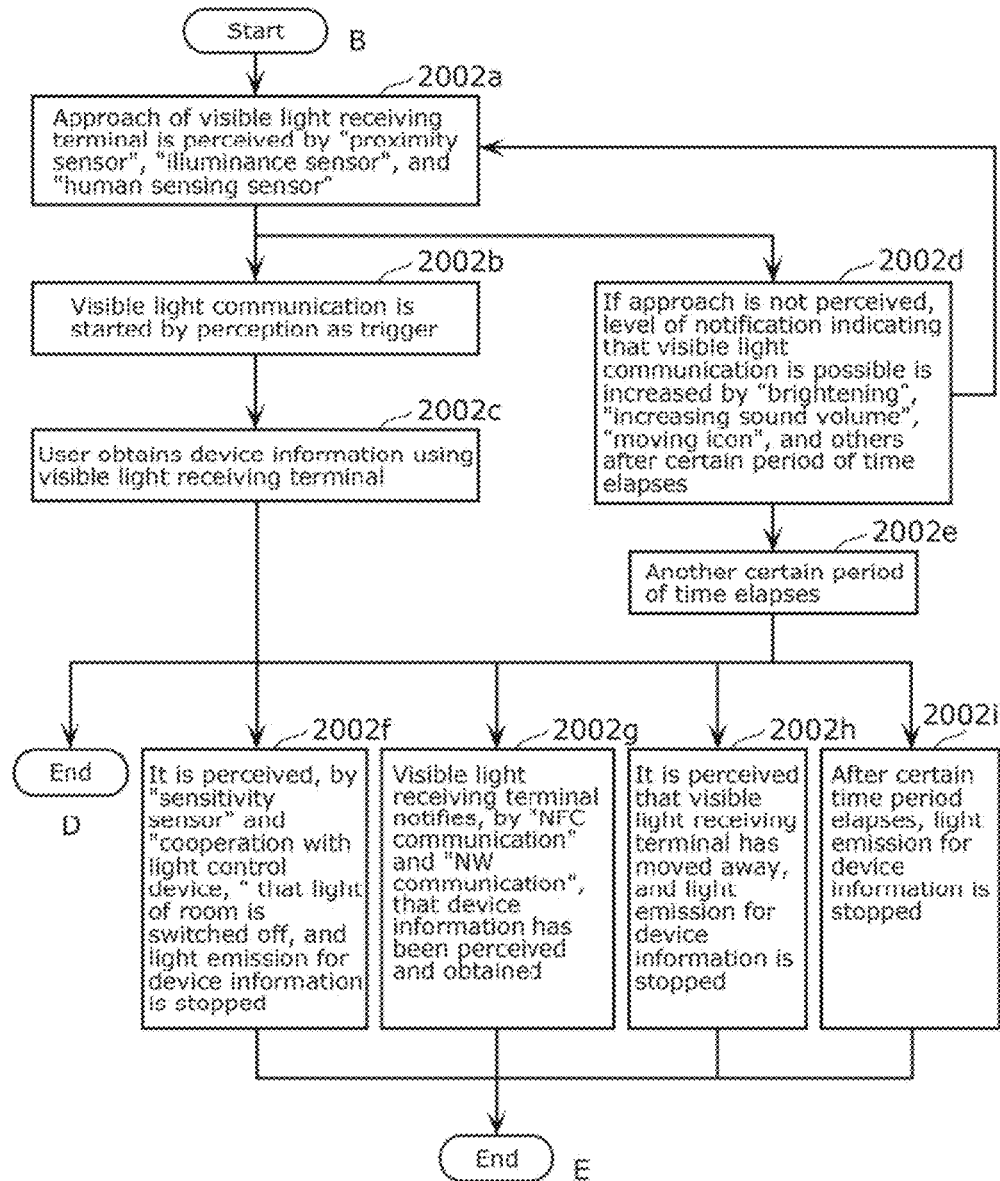 Start
B
2002a
Approach of visible light receiving
terminal is perceived by "proximity
sensor", "illuminance sensor", and
"human sensing sensor"
2002b
Visible light communication is
started by perception as trigger
2002c
User obtains device information using
visible light receiving terminal
2002d
If approach is not perceived,
level of notification indicating
that visible light
communication is possible is
increased by "brightening",
"increasing sound volume",
"moving icon", and others
after certain period of time
elapses
2002e
Another certain period
of time elapses
End
D
2002f
It is perceived, by
"sensitivity
sensor" and
"cooperation with
light control
device, " that light
of room is
switched off, and
light emission for
device information
is stopped
2002g
Visible light
receiving terminal
notifies, by "NFC
communication"
and "NW
communication",
that device
information has
been perceived
and obtained
2002h
It is perceived
that visible
light receiving
terminal has
moved away,
and light
emission for
device
information is
stopped
2002i
After certain
time period
elapses, light
emission for
device
information is
stopped
End
E